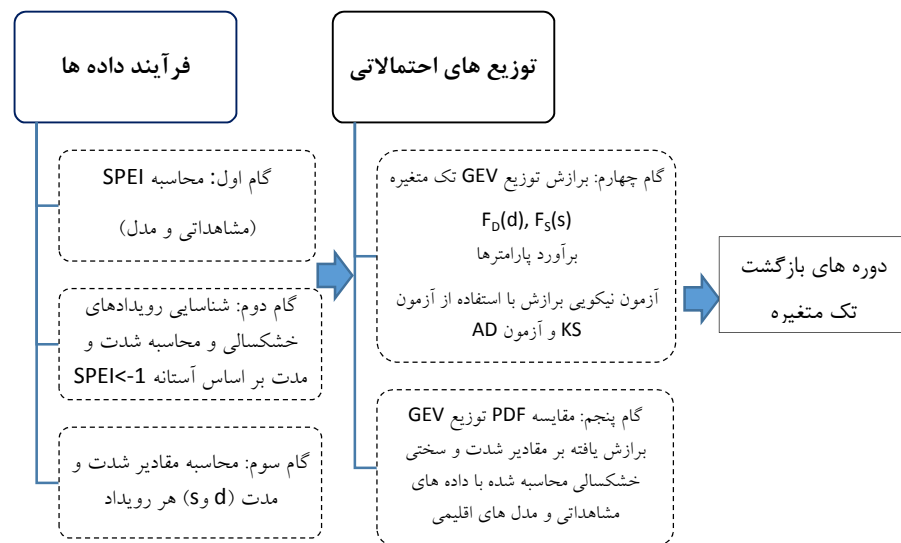 فرآیند داده ها
گام اول: محاسبه SPEI
(مشاهداتی و مدل)
گام دوم: شناسایی رویدادهای
خشکسالی و محاسبه شدت و
مدت بر اساس آستانه SPEI<-1
گام سوم: محاسبه مقادیر شدت و
مدت (d وs) هر رویداد
توزیع های احتمالاتی
گام چهارم: برازش توزیع GEV تک متغیره
F_D(d), F_S(s)
برآورد پارامترها
آزمون نیکویی برازش با استفاده از آزمون
KS و آزمون AD
گام پنجم: مقایسه PDF توزیع GEV
برازش یافته بر مقادیر شدت و سختی
خشکسالی محاسبه شده با داده های
مشاهداتی و مدل های اقلیمی
دوره های بازگشت
تک متغیره